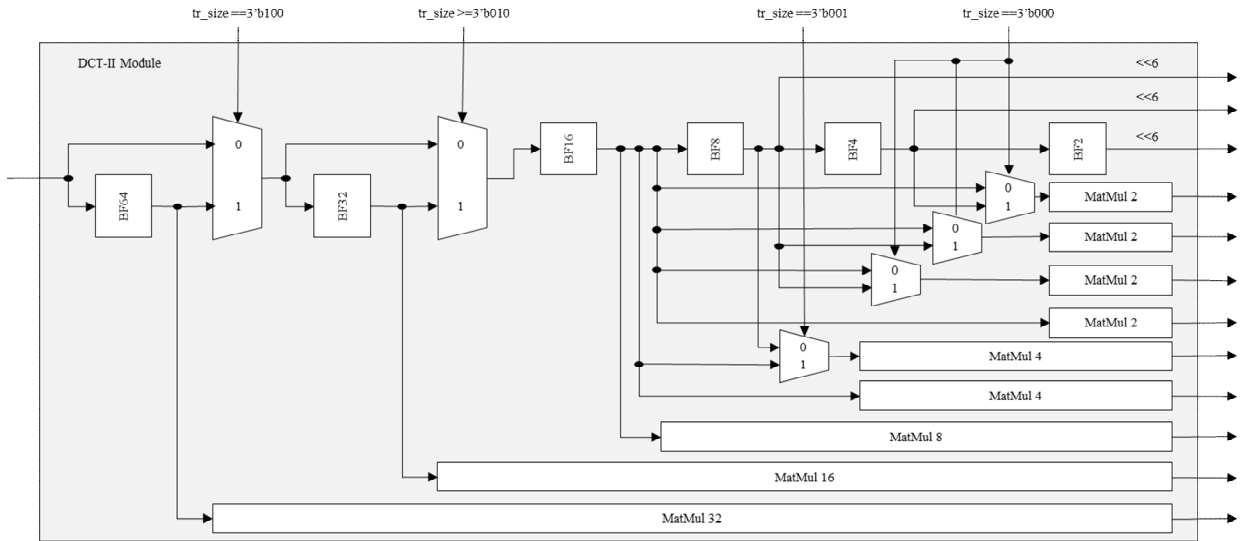 tr_size==3'b100 tr_size>=3'b010 tr_size==3'b001 tr_size==3'b000
DCT-II Module <<6
<<6
0 0 BF16 BF8 BF4 BF2 <<6
BF64 1 BF32 1
0 MatMul 2
1
0 MatMul 2
1
0 MatMul 2
1
MatMul 2
0 MatMul 4
1
MatMul 4
MatMul 8
MatMul 16
MatMul 32